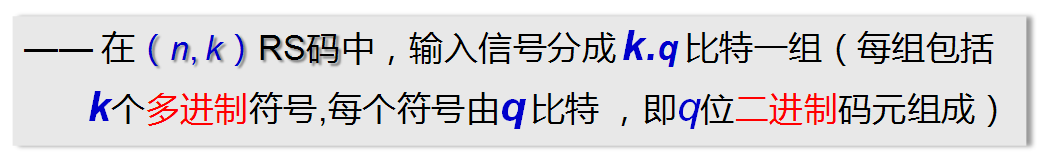 —— 在（n, k）RS码中，输入信号分成 k.q 比特一组（每组包括
k个多进制符号,每个符号由q比特 ，即q位二进制码元组成）